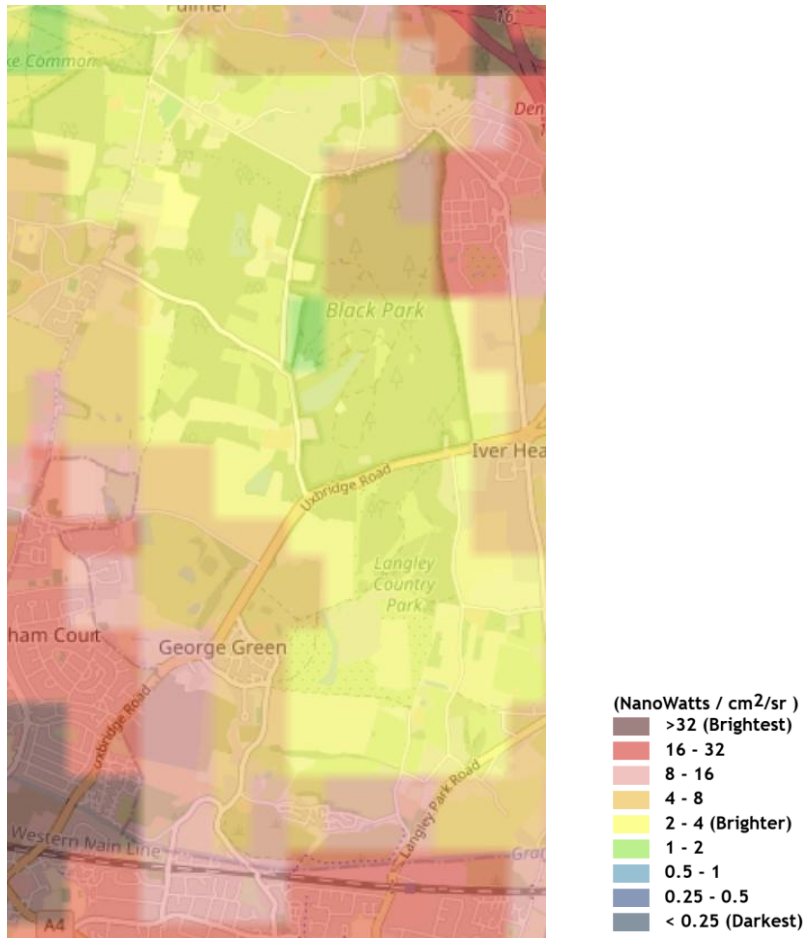 Fulmer
16
ke Common
Den
1
Black Park
Iver Hea
Uxbridge Road
Langley
Country
Park
ham Court
George Green
Uxbridge Road
Langley Park Road
Western Main Line
Gra
A4
(NanoWatts / cm2/sr )
>32 (Brightest)
16 - 32
8 - 16
4 - 8
2 - 4 (Brighter)
1 - 2
0.5 - 1
0.25 - 0.5
< 0.25 (Darkest)